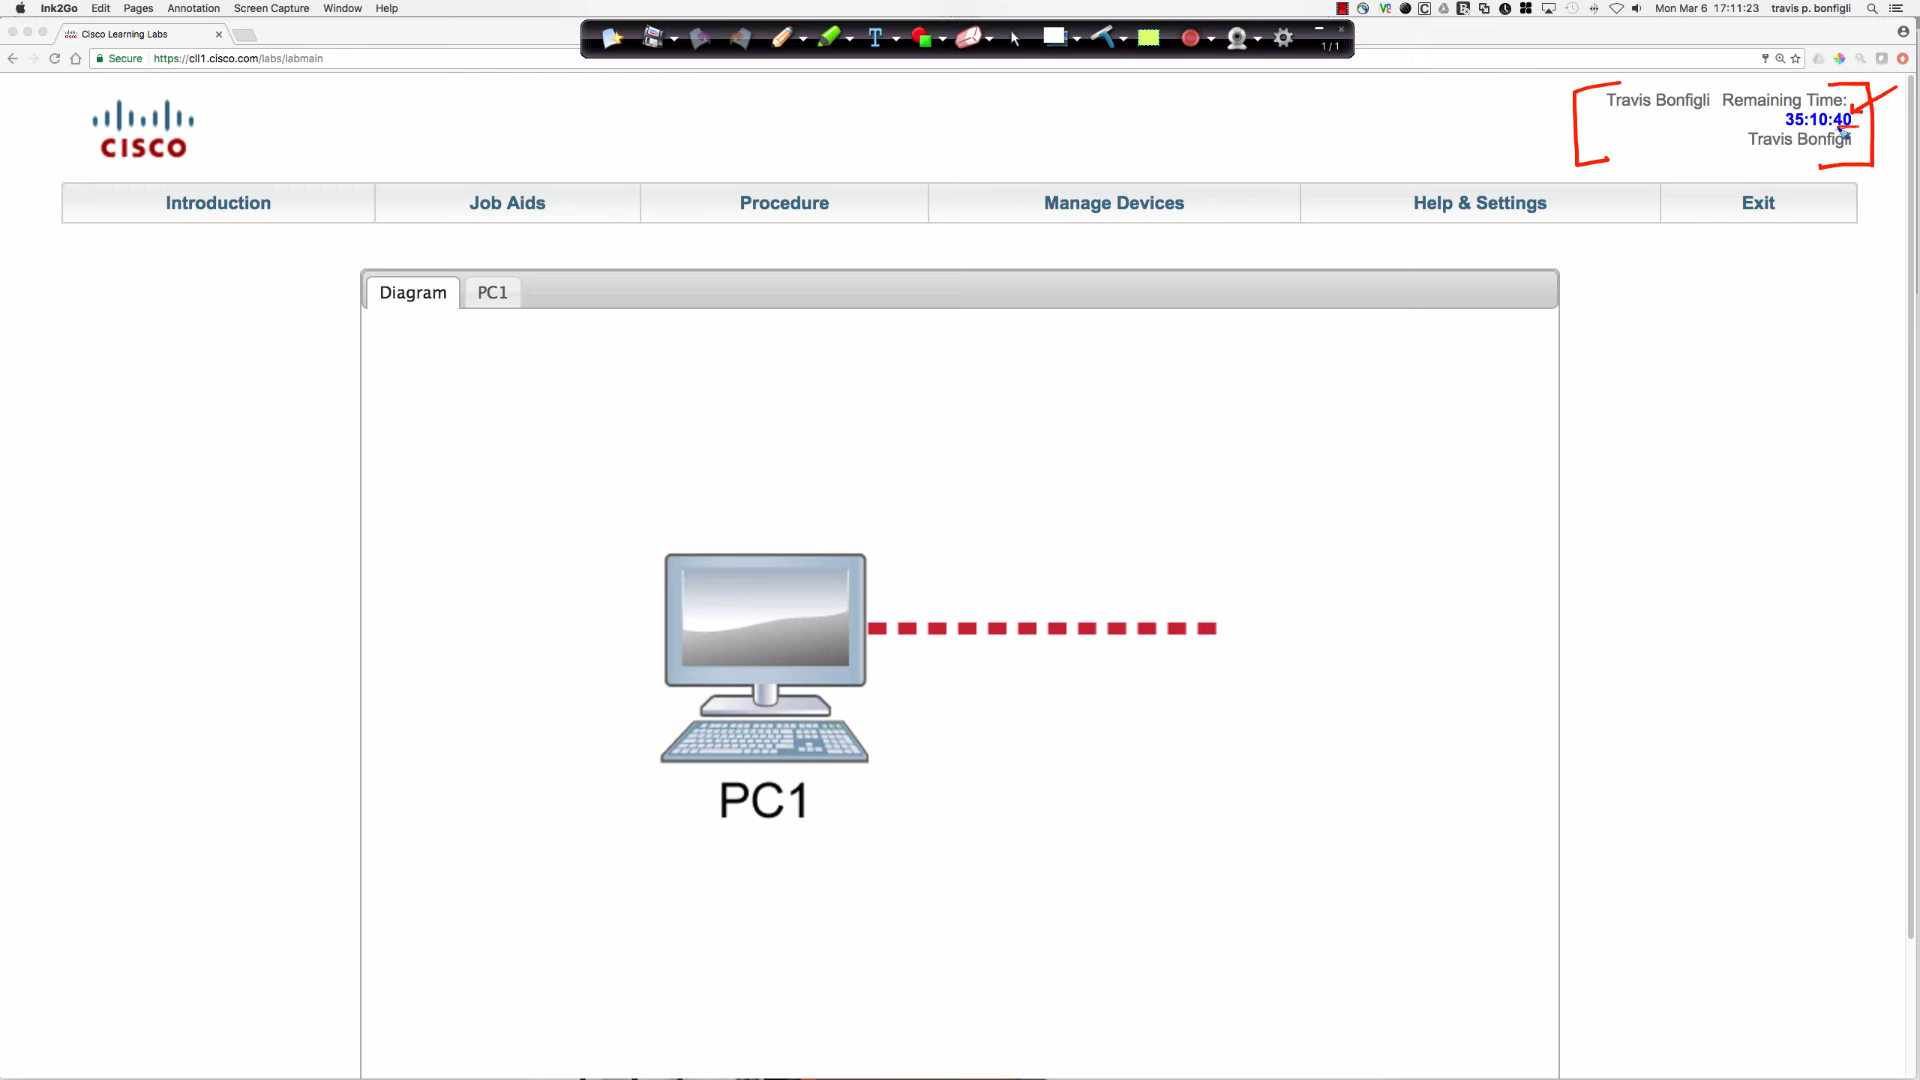 Ink2Go Edit Pages Annotation Screen Capture Window Help Mon Mar 6 17:11:23 travis p. bonfigli
Cisco Learning Labs
1 / 1
Secure https://cll1.cisco.com/labs/labmain
Travis Bonfigli Remaining Time:
35:10:40
Travis Bonfigli
CISCO
Introduction Job Aids Procedure Manage Devices Help & Settings Exit
Diagram PC1
PC1